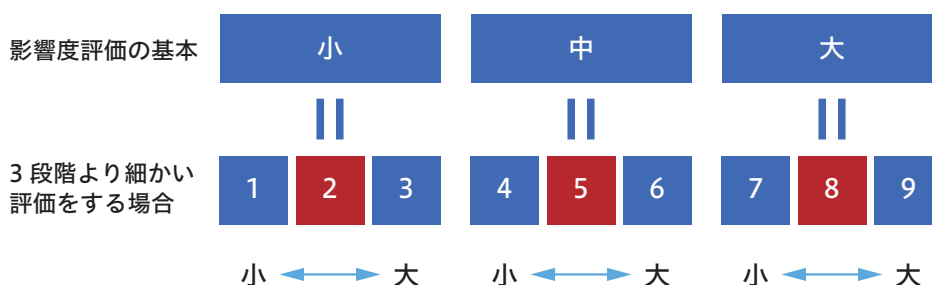 影響度評価の基本
小 中 大
3 段階より細かい
評価をする場合
1 2 3 4 5 6 7 8 9
小 大 小 大 小 大